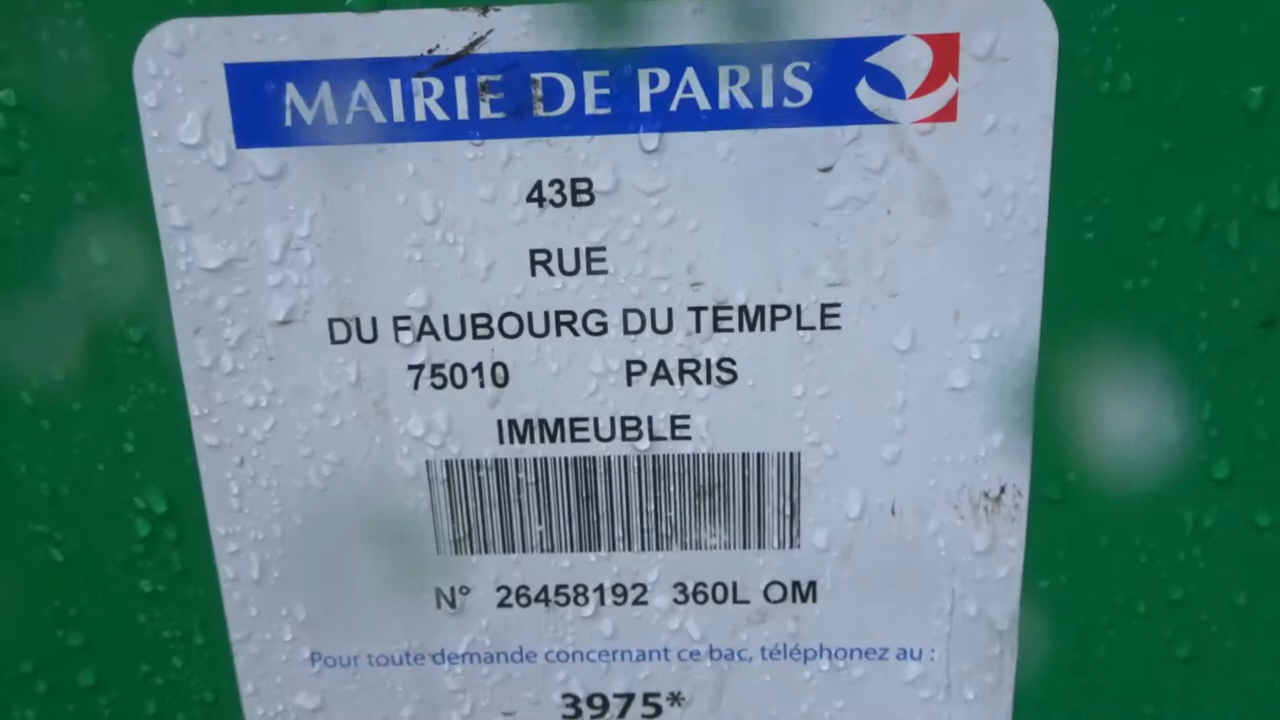 MAIRIE DE PARIS
43B
RUE
DU FAUBOURG DU TEMPLE
75010 PARIS
IMMEUBLE
N° 26458192 360L OM
Pour toute demande concernant ce bac, téléphonez au :
3975*